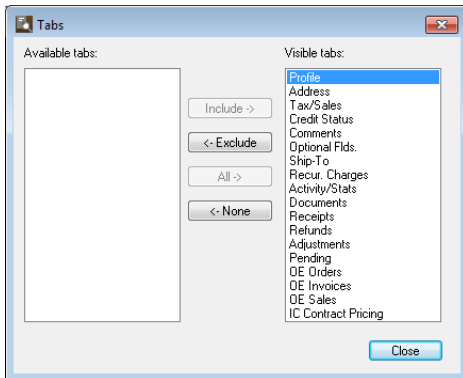 Tabs
Available tabs:
Visible tabs:
Profile
Address
Tax/Sales
Credit Status
Comments
Optional Flds.
Ship-To
Recur. Charges
Activity/Stats
Documents
Receipts
Refunds
Adjustments
Pending
OE Orders
OE Invoices
OE Sales
IC Contract Pricing
Include ->
<- Exclude
All ->
<- None
Close